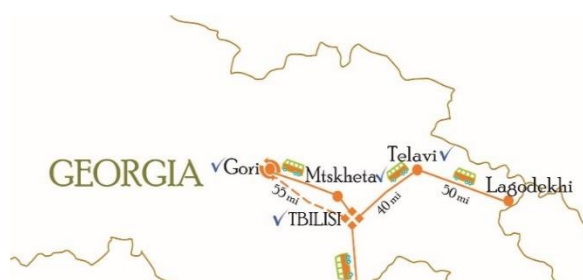 Telavi
Gori
Mtskheta
GEORGIA
Lagodekhi
55 mi
40 mi
50 mi
TBILISI